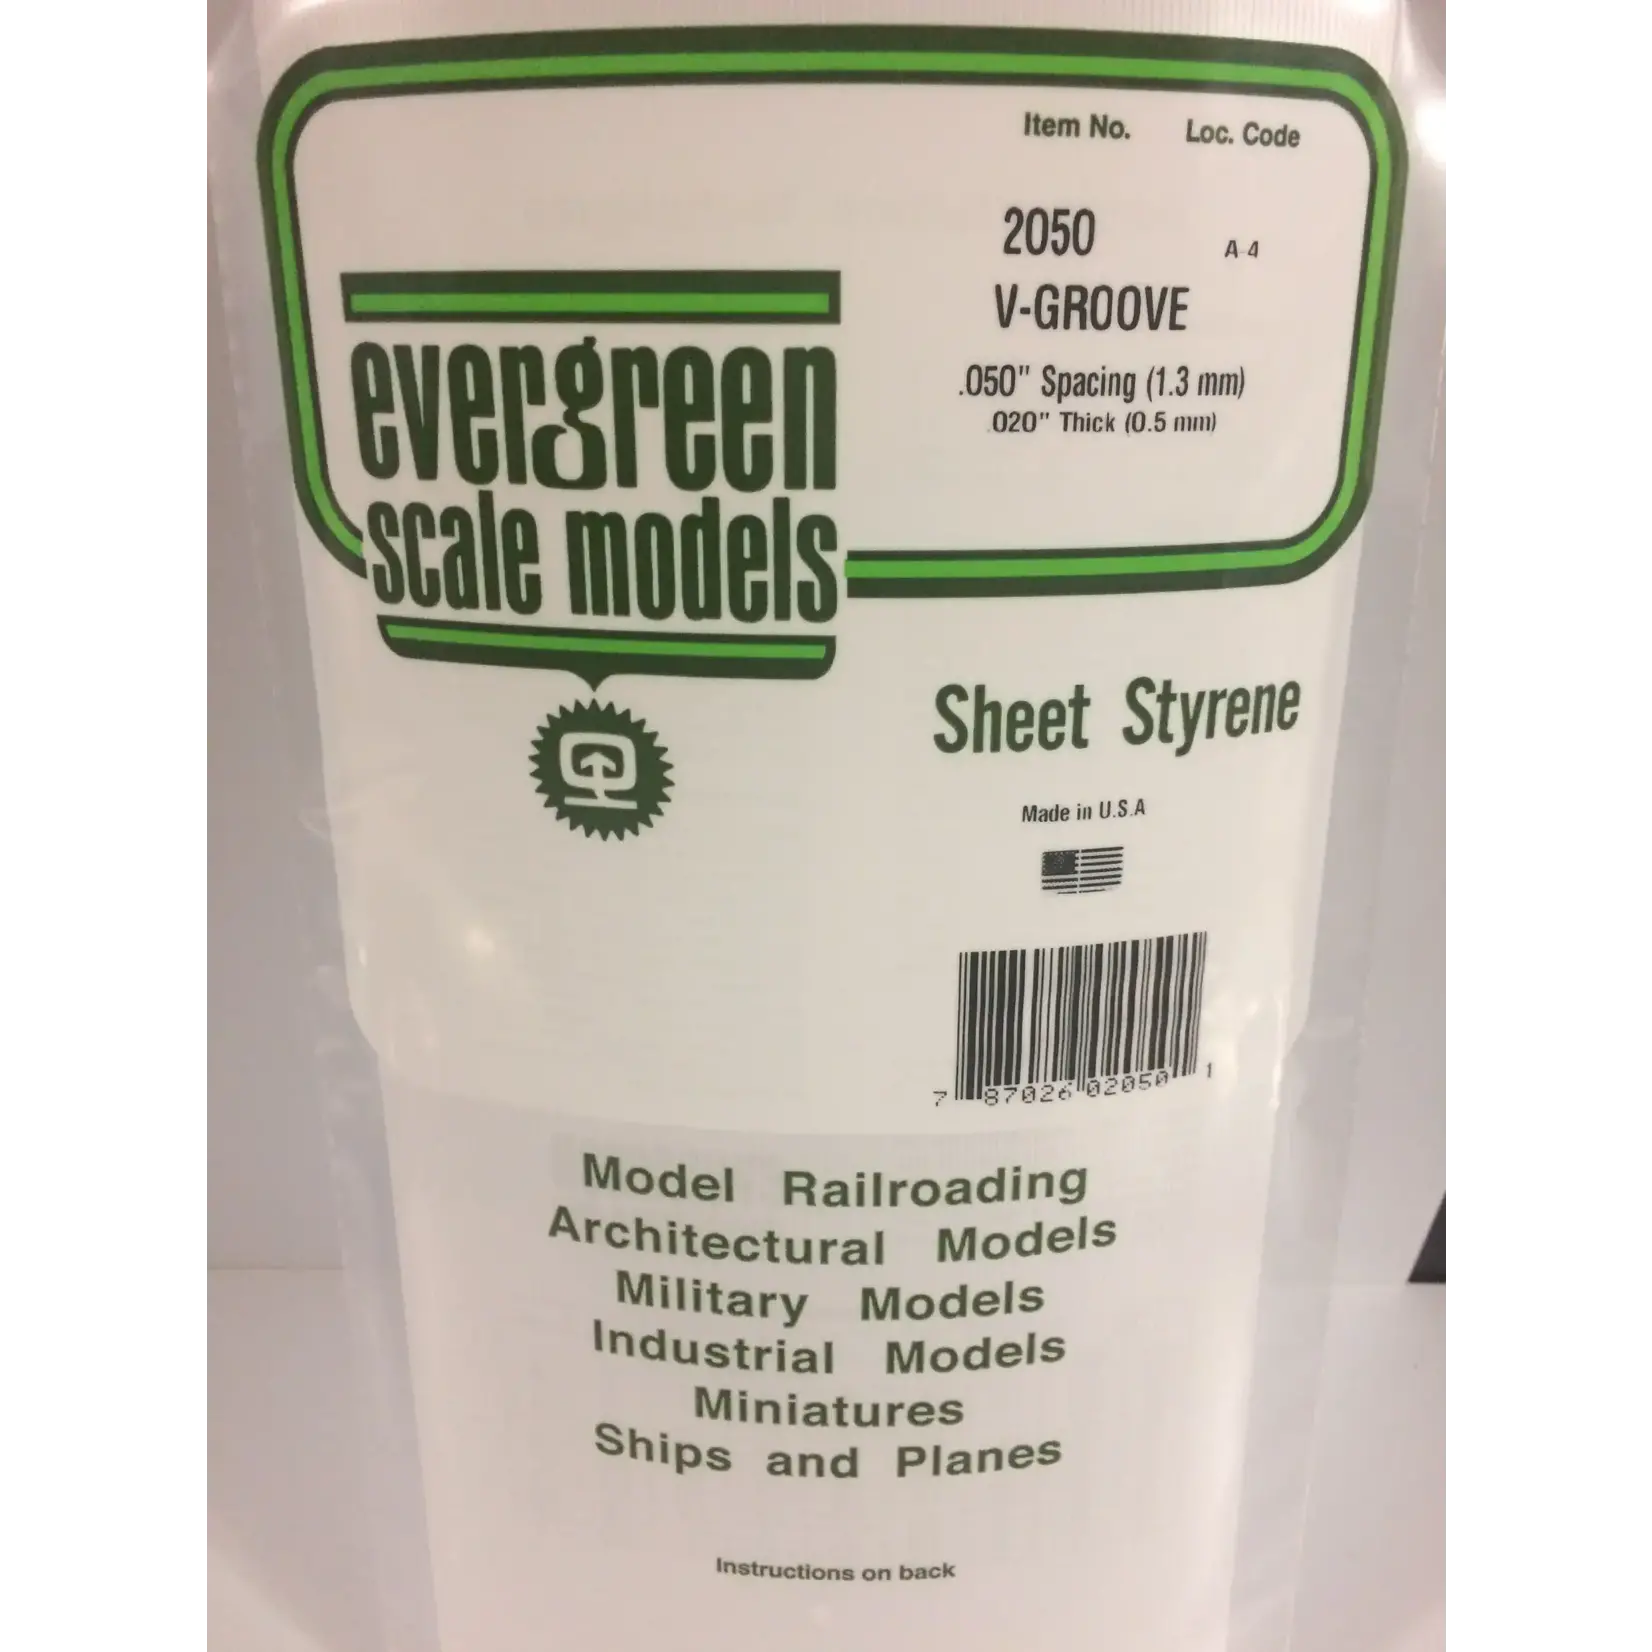 Item No. Loc. Code
2050 A-4
V-GROOVE
.050" Spacing (1.3 mm)
.020" Thick (0.5 mm)
evergreen
scale models
Sheet Styrene
Made in U.S.A
7 87026 02050 1
Model Railroading
Architectural Models
Military Models
Industrial Models
Miniatures
Ships and Planes
Instructions on back